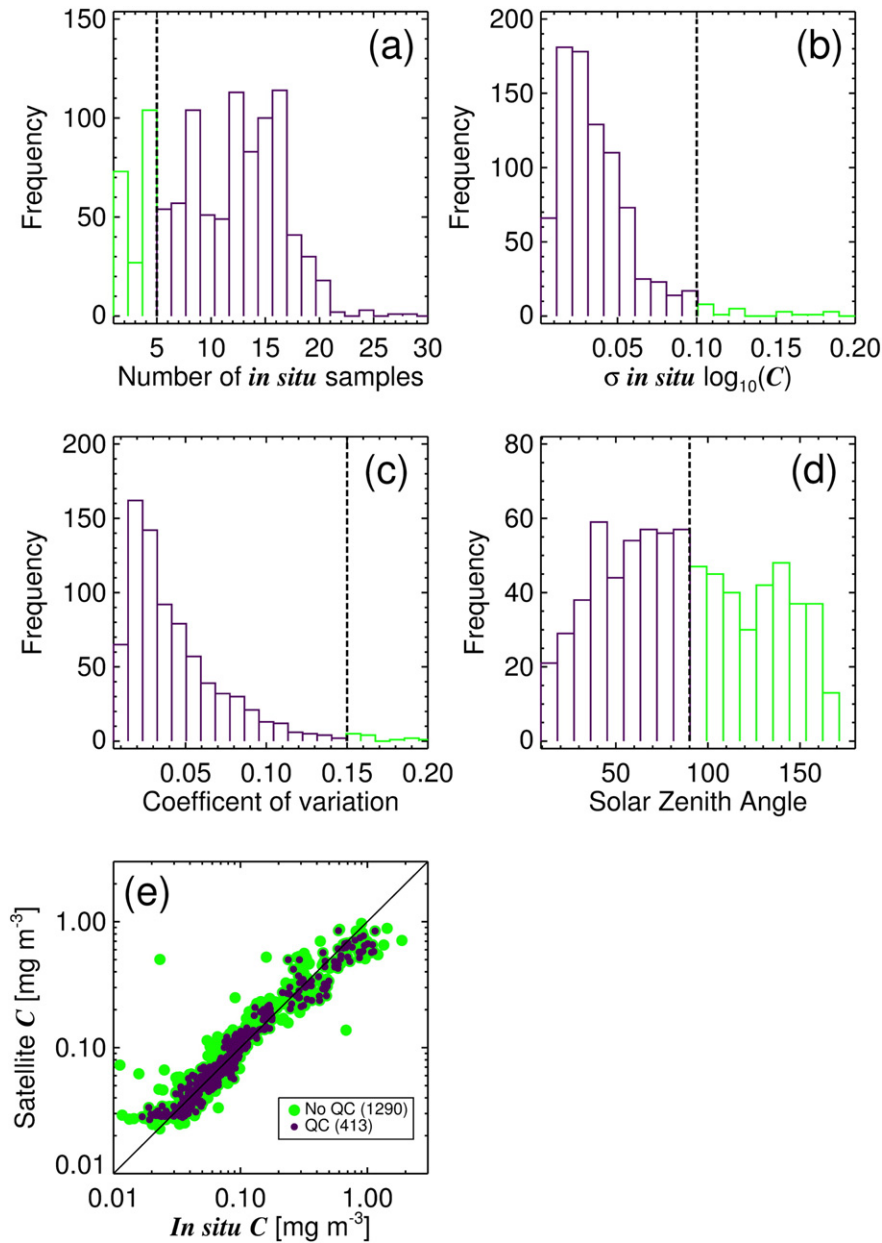 (a)
150
100
50
0
Frequency
5 10 15 20 25 30
Number of in situ samples
(b)
200
150
100
50
0
Frequency
0.05 0.10 0.15 0.20
σ in situ log₁₀(C)
(c)
200
150
100
50
0
Frequency
0.05 0.10 0.15 0.20
Coefficent of variation
(d)
80
60
40
20
0
Frequency
50 100 150
Solar Zenith Angle
(e)
1.00
0.10
0.01
Satellite C [mg m⁻³]
No QC (1290)
QC (413)
0.01 0.10 1.00
In situ C [mg m⁻³]